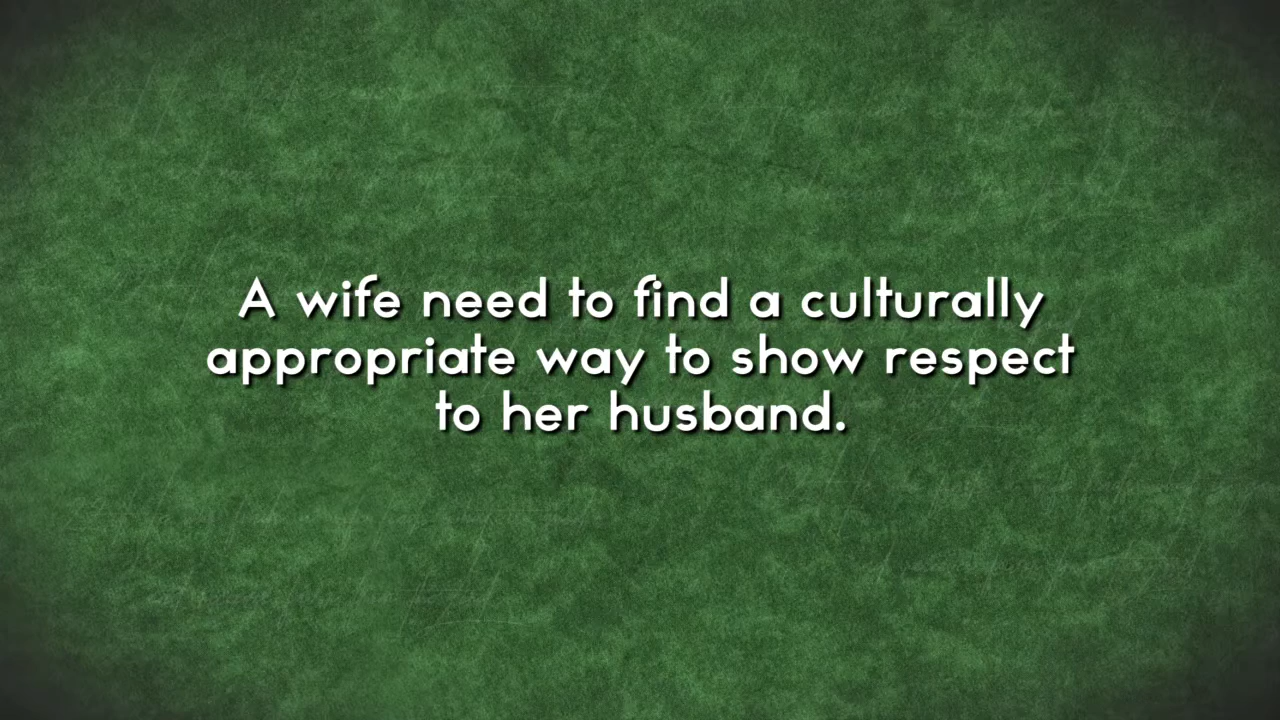 A wife need to find a culturally
appropriate way to show respect
to her husband.